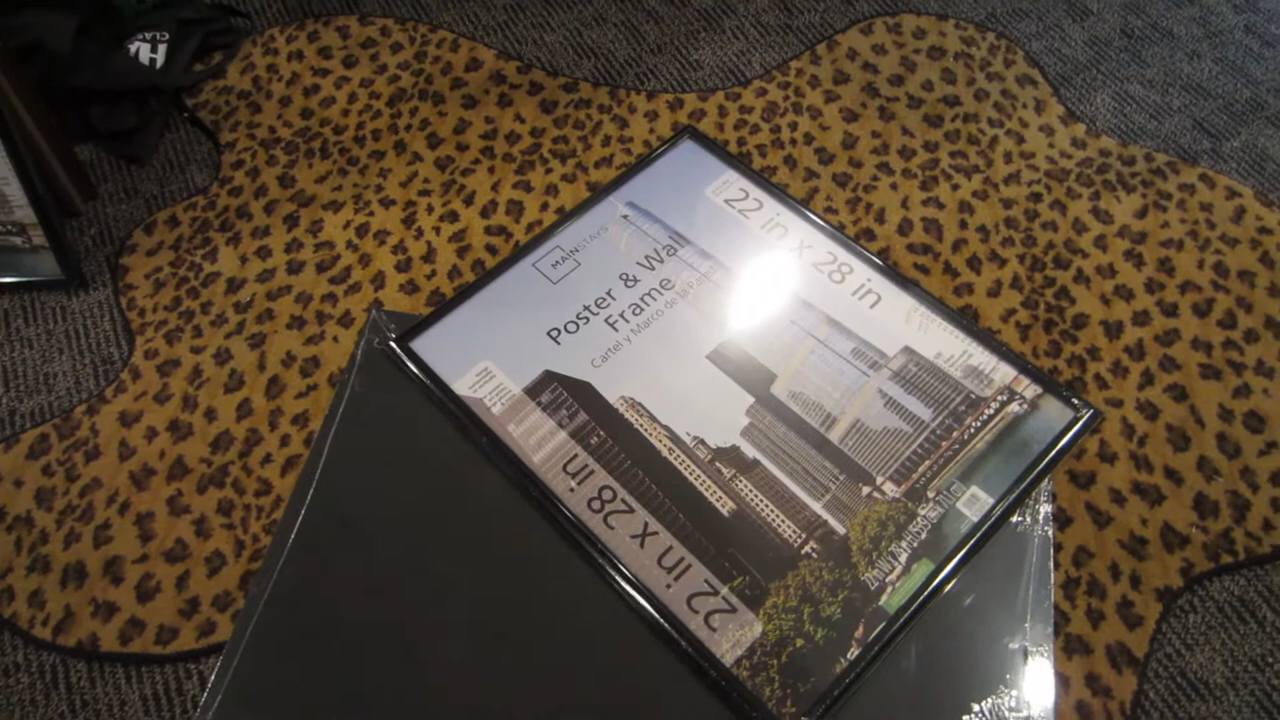 MAINSTAYS
22 in x 28 in
Poster & Wall
Frame
Cartel y Marco de la Pared
22 in x 28 in